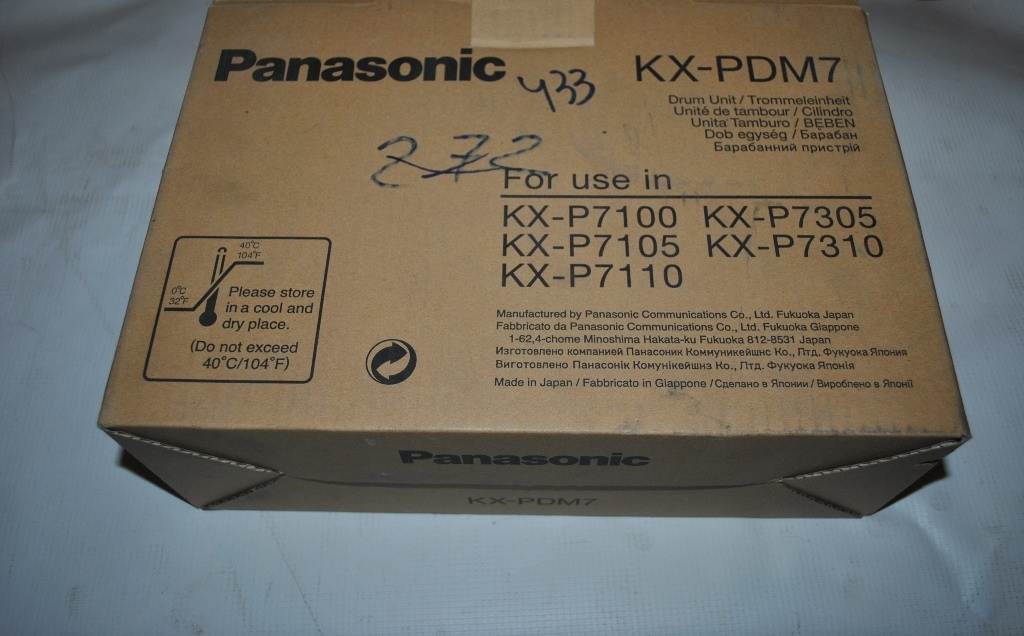 Panasonic
433
KX-PDM7
Drum Unit / Trommeleinheit
Unité de tambour / Cilindro
Unita Tamburo / BĘBEN
Dob egység / Барабан
Барабанний пристрій
272
For use in
KX-P7100 KX-P7305
KX-P7105 KX-P7310
KX-P7110
40°C
104°F
0°C
32°F
Please store
in a cool and
dry place.
(Do not exceed
40°C/104°F)
Manufactured by Panasonic Communications Co., Ltd. Fukuoka Japan
Fabbricato da Panasonic Communications Co., Ltd. Fukuoka Giappone
1-62,4-chome Minoshima Hakata-ku Fukuoka 812-8531 Japan
Изготовлено компанией Панасоник Коммуникейшнс Ко., Лтд. Фукуока Япония
Виготовлено Панасонік Комунікейшнз Ко., Лтд. Фукуока Японія
Made in Japan / Fabbricato in Giappone / Сделано в Японии / Вироблено в Японії
Panasonic
KX-PDM7